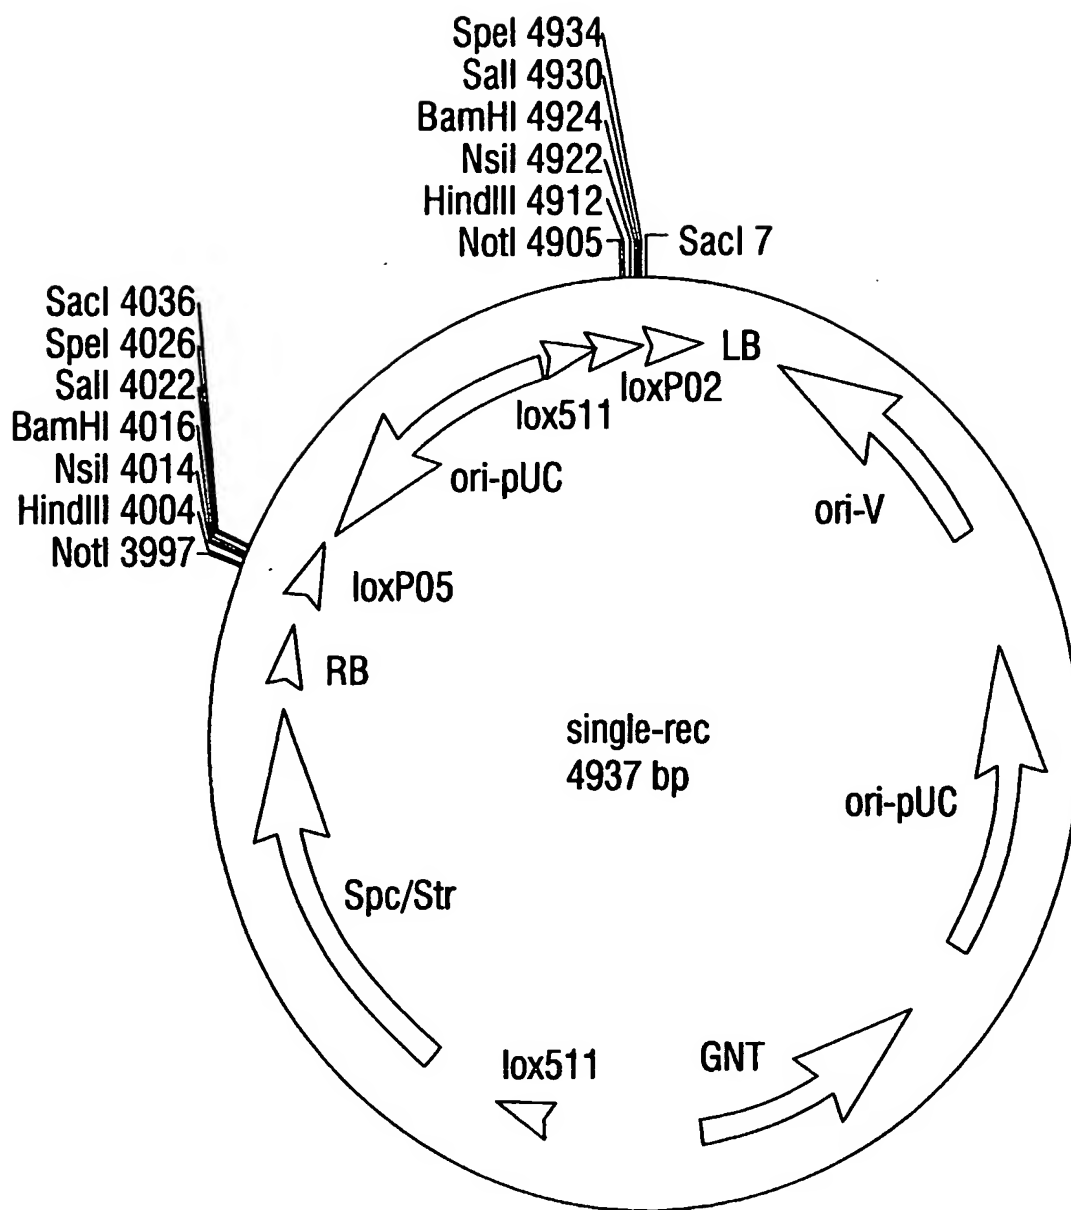 SpeI 4934
SalI 4930
BamHI 4924
NsiI 4922
HindIII 4912
NotI 4905
SacI 7
SacI 4036
SpeI 4026
SalI 4022
BamHI 4016
NsiI 4014
HindIII 4004
NotI 3997
LB
loxP02
lox511
ori-pUC
ori-V
loxP05
RB
single-rec
4937 bp
ori-pUC
Spc/Str
lox511
GNT